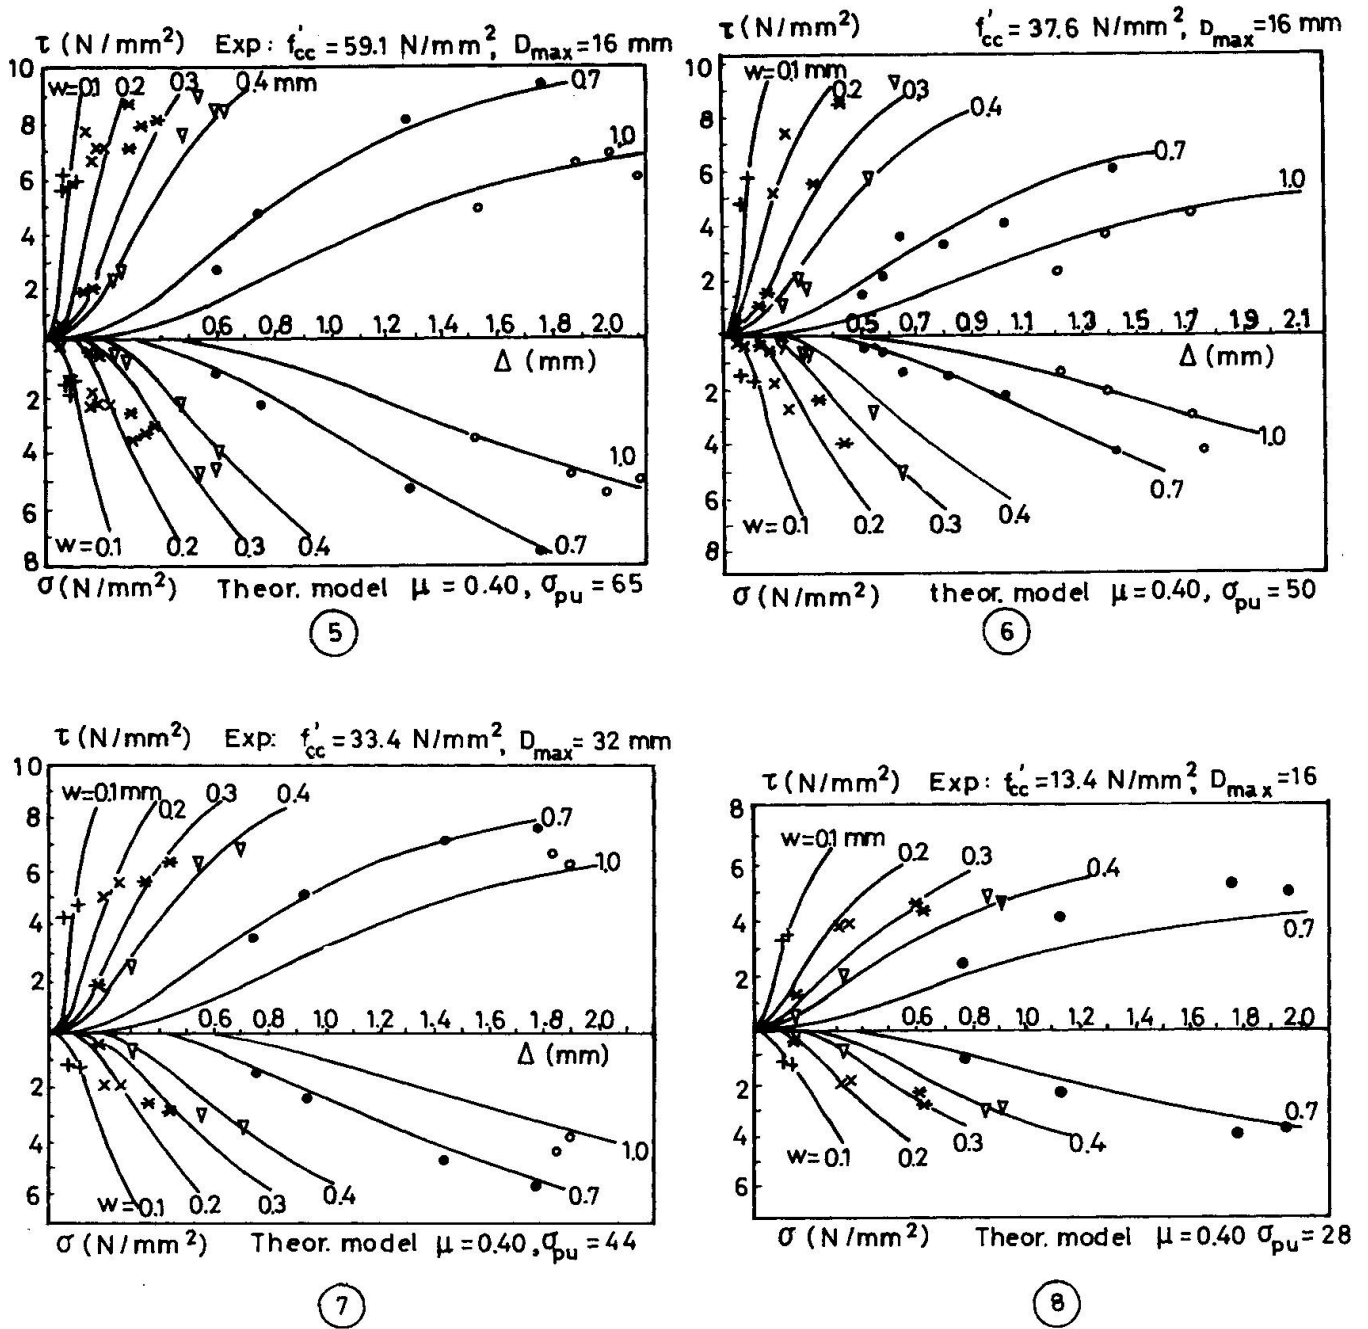 τ (N/mm²) Exp: f'cc = 59.1 N/mm², Dmax = 16 mm
10 w=0.1 0.2 0.3 0.4 mm 0.7
8
1.0
6
4
2
0.6 0.8 1.0 1.2 1.4 1.6 1.8 2.0
Δ (mm)
2
4
1.0
6
w=0.1 0.2 0.3 0.4 0.7
8
σ (N/mm²) Theor. model μ = 0.40, σpu = 65
5
τ (N/mm²) f'cc = 37.6 N/mm², Dmax = 16 mm
10 w=0.1 mm 0.2 0.3 0.4
8
0.7
6
1.0
4
2
0.5 0.7 0.9 1.1 1.3 1.5 1.7 1.9 2.1
Δ (mm)
2
4
1.0
0.7
6
w=0.1 0.2 0.3 0.4
8
σ (N/mm²) theor. model μ = 0.40, σpu = 50
6
τ (N/mm²) Exp: f'cc = 33.4 N/mm², Dmax = 32 mm
10
w=0.1 mm 0.2 0.3 0.4
8 0.7
6 1.0
4
2
0.6 0.8 1.0 1.2 1.4 1.6 1.8 2.0
Δ (mm)
2
4
1.0
6
w=0.1 0.2 0.3 0.4 0.7
σ (N/mm²) Theor. model μ = 0.40, σpu = 44
7
τ (N/mm²) Exp: f'cc = 13.4 N/mm², Dmax = 16
8
w=0.1 mm 0.2 0.3 0.4
6
4
0.7
2
0.6 0.8 1.0 1.2 1.4 1.6 1.8 2.0
2
0.7
4
w=0.1 0.2 0.3 0.4
6
σ (N/mm²) Theor. model μ = 0.40 σpu = 28
8